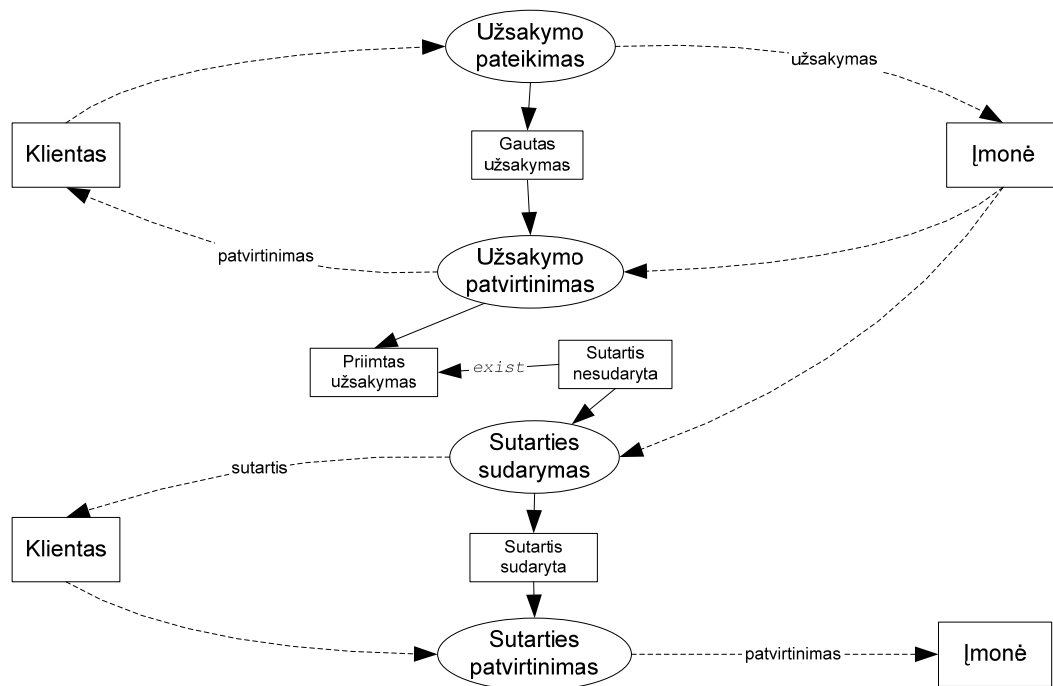 Užsakymo
pateikimas
užsakymas
Klientas
Gautas
užsakymas
Įmonė
patvirtinimas
Užsakymo
patvirtinimas
Priimtas
užsakymas
exist
Sutartis
nesudaryta
Sutarties
sudarymas
sutartis
Klientas
Sutartis
sudaryta
Sutarties
patvirtinimas
patvirtinimas
Įmonė